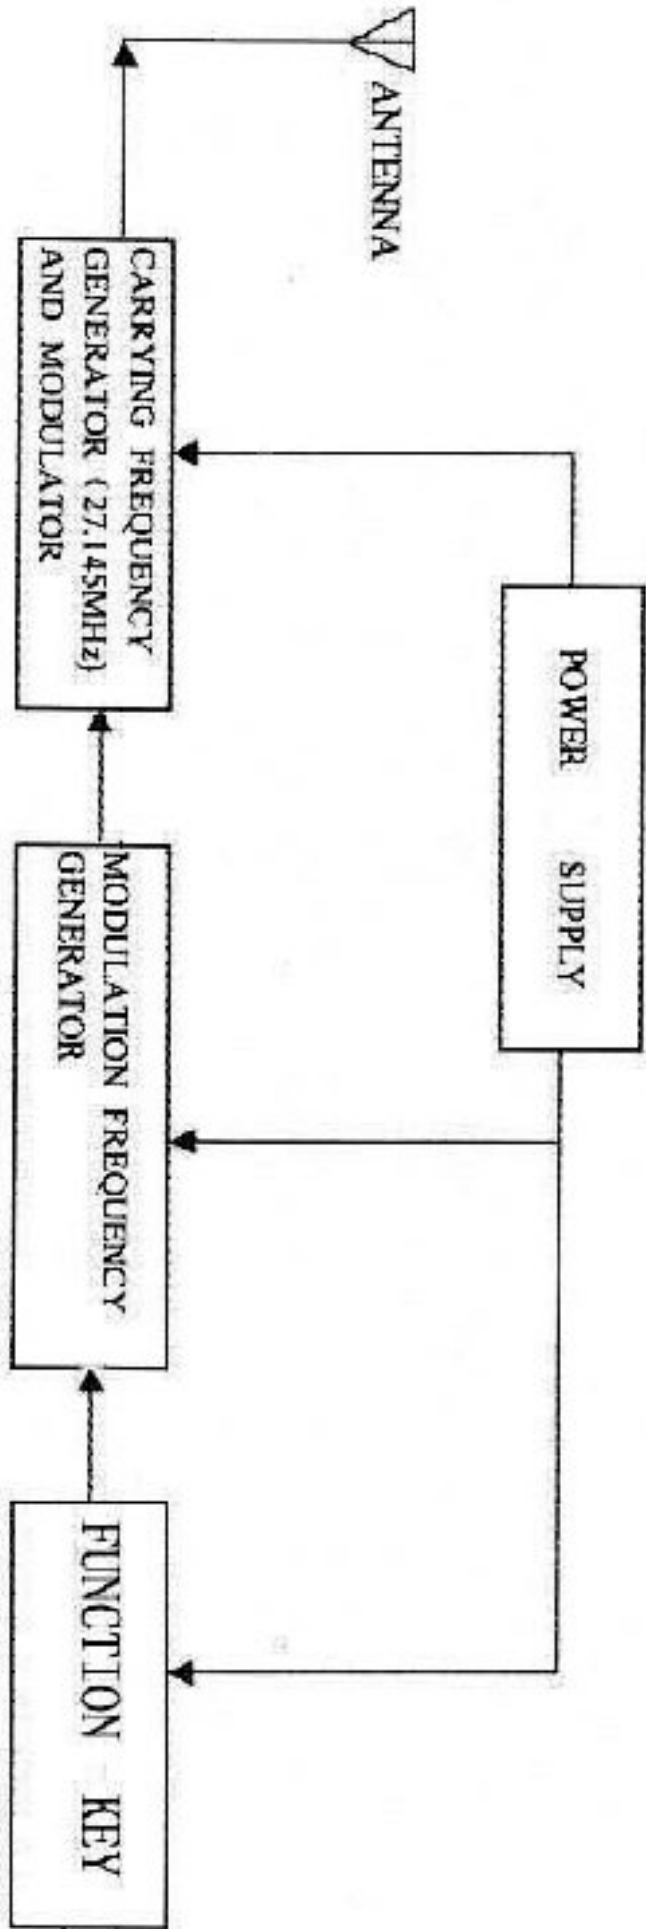 ANTENNA
POWER SUPPLY
CARRYING FREQUENCY
GENERATOR (27.145MHz)
AND MODULATOR
MODULATION FREQUENCY
GENERATOR
FUNCTION KEY